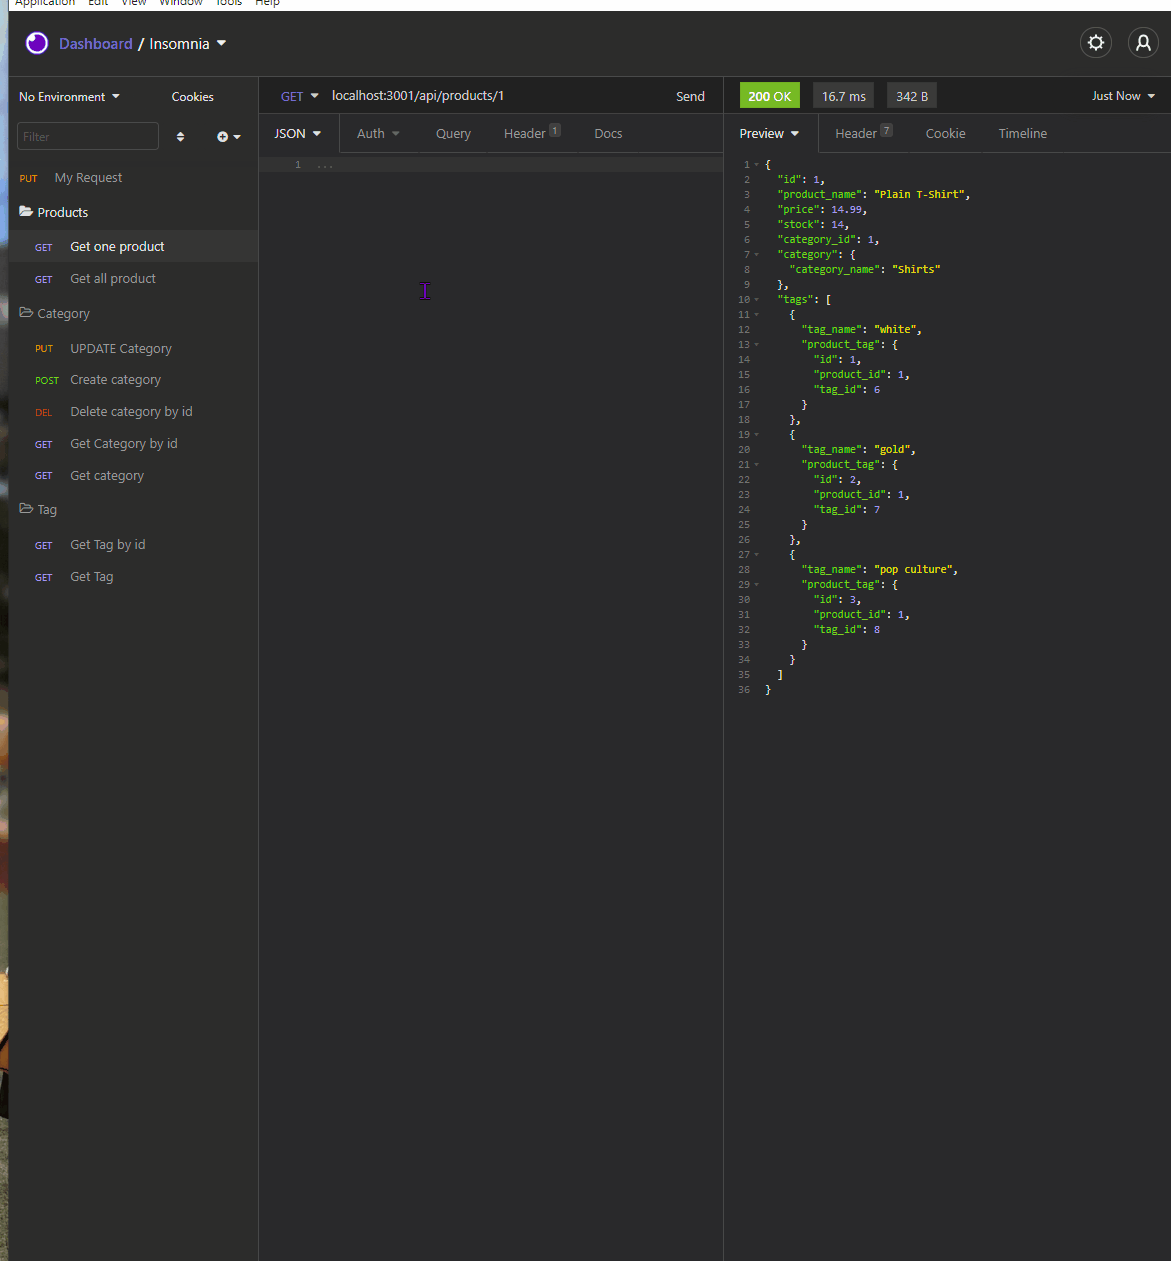 Application Edit View Window Tools Help
Dashboard / Insomnia
No Environment Cookies
Filter
PUT My Request
Products
GET Get one product
GET Get all product
Category
PUT UPDATE Category
POST Create category
DEL Delete category by id
GET Get Category by id
GET Get category
Tag
GET Get Tag by id
GET Get Tag
GET localhost:3001/api/products/1 Send
JSON Auth Query Header 1 Docs
1 ...
200 OK 16.7 ms 342 B Just Now
Preview Header 7 Cookie Timeline
1 {
2 "id": 1,
3 "product_name": "Plain T-Shirt",
4 "price": 14.99,
5 "stock": 14,
6 "category_id": 1,
7 "category": {
8 "category_name": "Shirts"
9 },
10 "tags": [
11 {
12 "tag_name": "white",
13 "product_tag": {
14 "id": 1,
15 "product_id": 1,
16 "tag_id": 6
17 }
18 },
19 {
20 "tag_name": "gold",
21 "product_tag": {
22 "id": 2,
23 "product_id": 1,
24 "tag_id": 7
25 }
26 },
27 {
28 "tag_name": "pop culture",
29 "product_tag": {
30 "id": 3,
31 "product_id": 1,
32 "tag_id": 8
33 }
34 }
35 ]
36 }